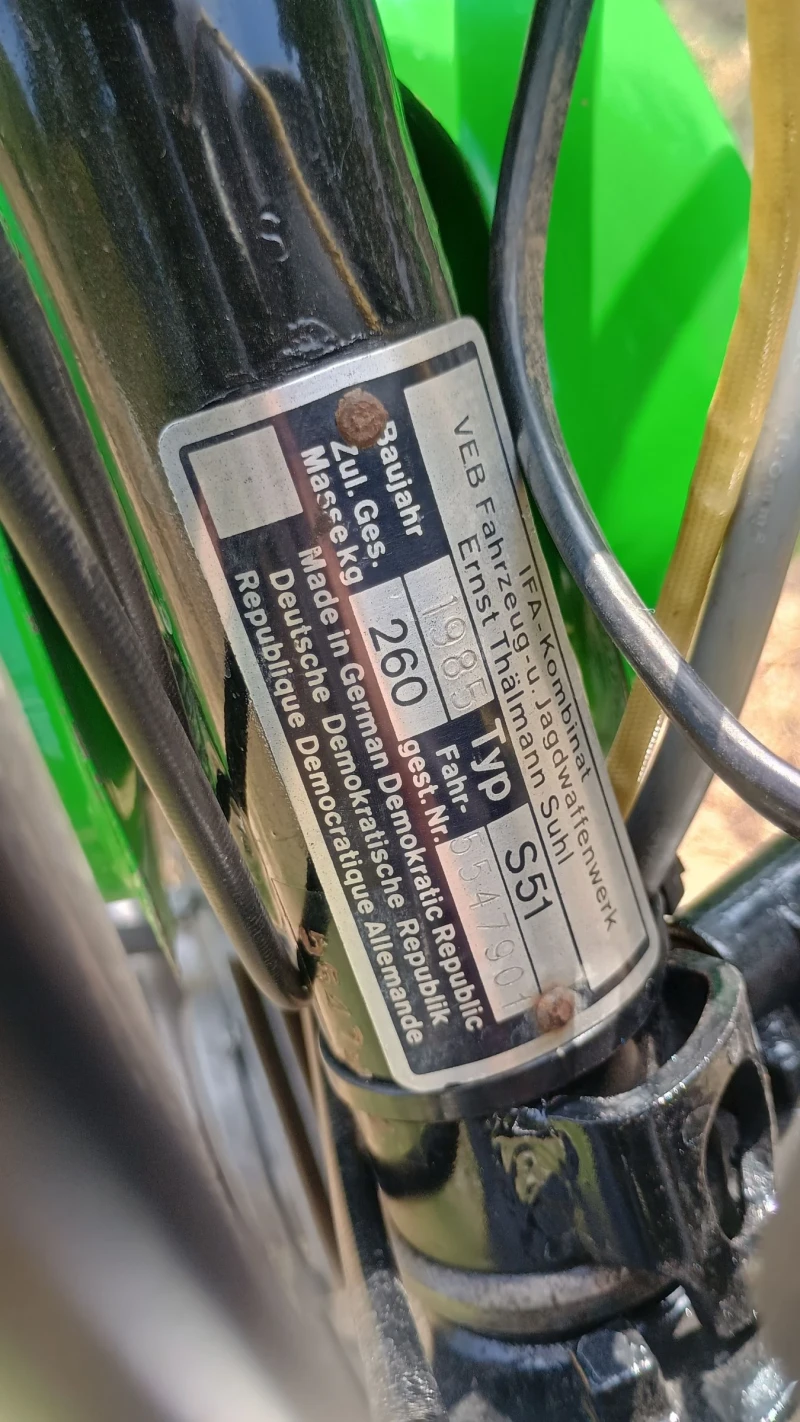 IFA-Kombinat
VEB Fahrzeug-u. Jagdwaffenwerk
Ernst Thälmann Suhl
Baujahr 1985 Typ S51
Zul. Ges. Masse kg 260 Fahr-gest. Nr. 5547901
Made in German Demokratic Republic
Deutsche Demokratische Republik
Republique Democratique Allemande